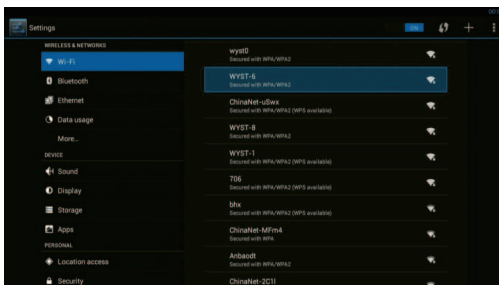 Settings
ON
WIRELESS & NETWORKS
Wi-Fi
Bluetooth
Ethernet
Data usage
More...
DEVICE
Sound
Display
Storage
Apps
PERSONAL
Location access
Security
wyst0
Secured with WPA/WPA2
WYST-6
Secured with WPA/WPA2
ChinaNet-uSwx
Secured with WPA/WPA2 (WPS available)
WYST-8
Secured with WPA/WPA2
WYST-1
Secured with WPA/WPA2 (WPS available)
706
Secured with WPA/WPA2 (WPS available)
bhx
Secured with WPA/WPA2 (WPS available)
ChinaNet-MFm4
Secured with WPA
Anbaodt
Secured with WPA/WPA2